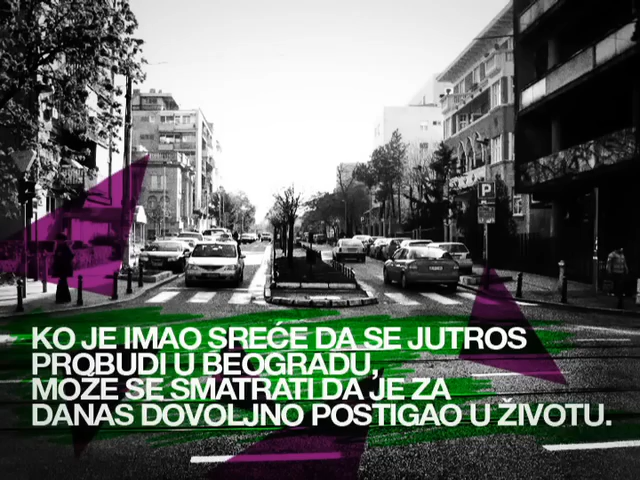 P
KO JE IMAO SREĆE DA SE JUTROS
PROBUDI U BEOGRADU,
MOŽE SE SMATRATI DA JE ZA
DANAS DOVOLJNO POSTIGAO U ŽIVOTU.